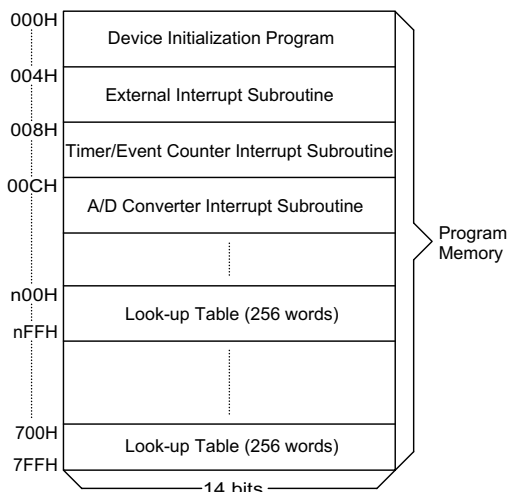 000H
Device Initialization Program
004H
External Interrupt Subroutine
008H
Timer/Event Counter Interrupt Subroutine
00CH
A/D Converter Interrupt Subroutine
Program
Memory
n00H
Look-up Table (256 words)
nFFH
700H
Look-up Table (256 words)
7FFH
14 bits